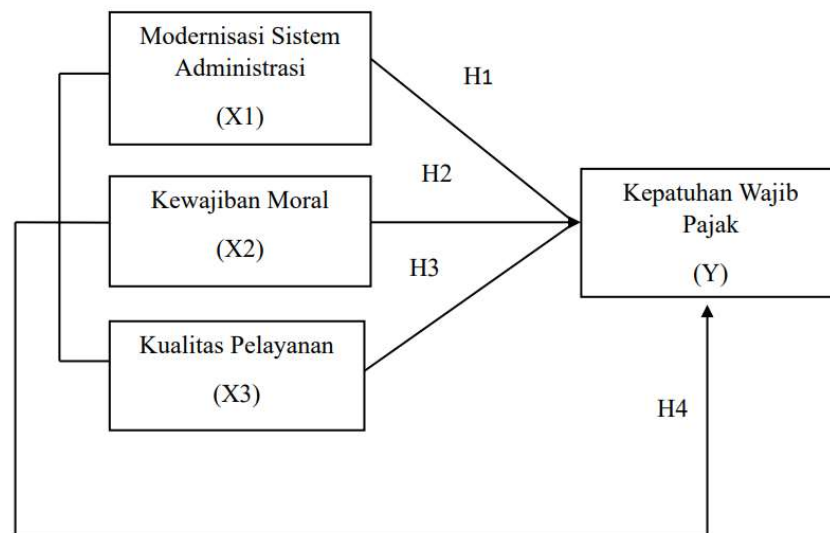 Modernisasi Sistem
Administrasi
(X1)
H1
H2
Kewajiban Moral
(X2)
Kepatuhan Wajib
Pajak
(Y)
H3
Kualitas Pelayanan
(X3)
H4